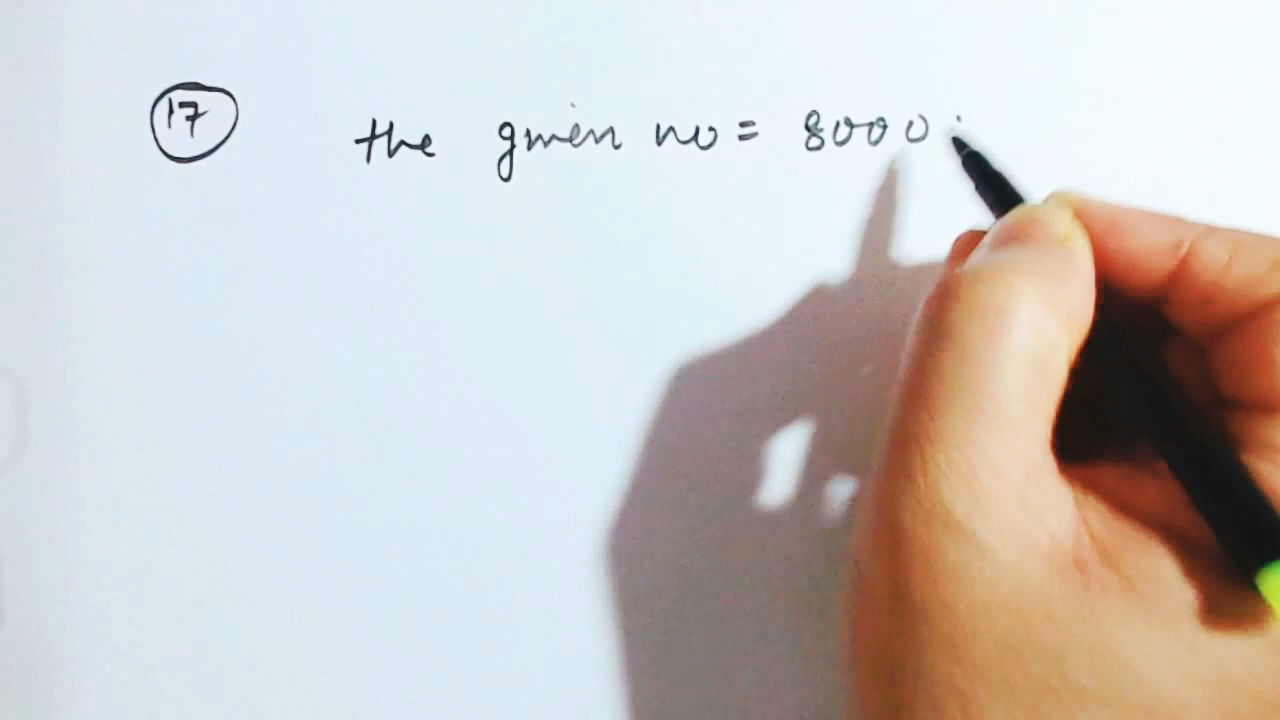 17 the given no = 8000